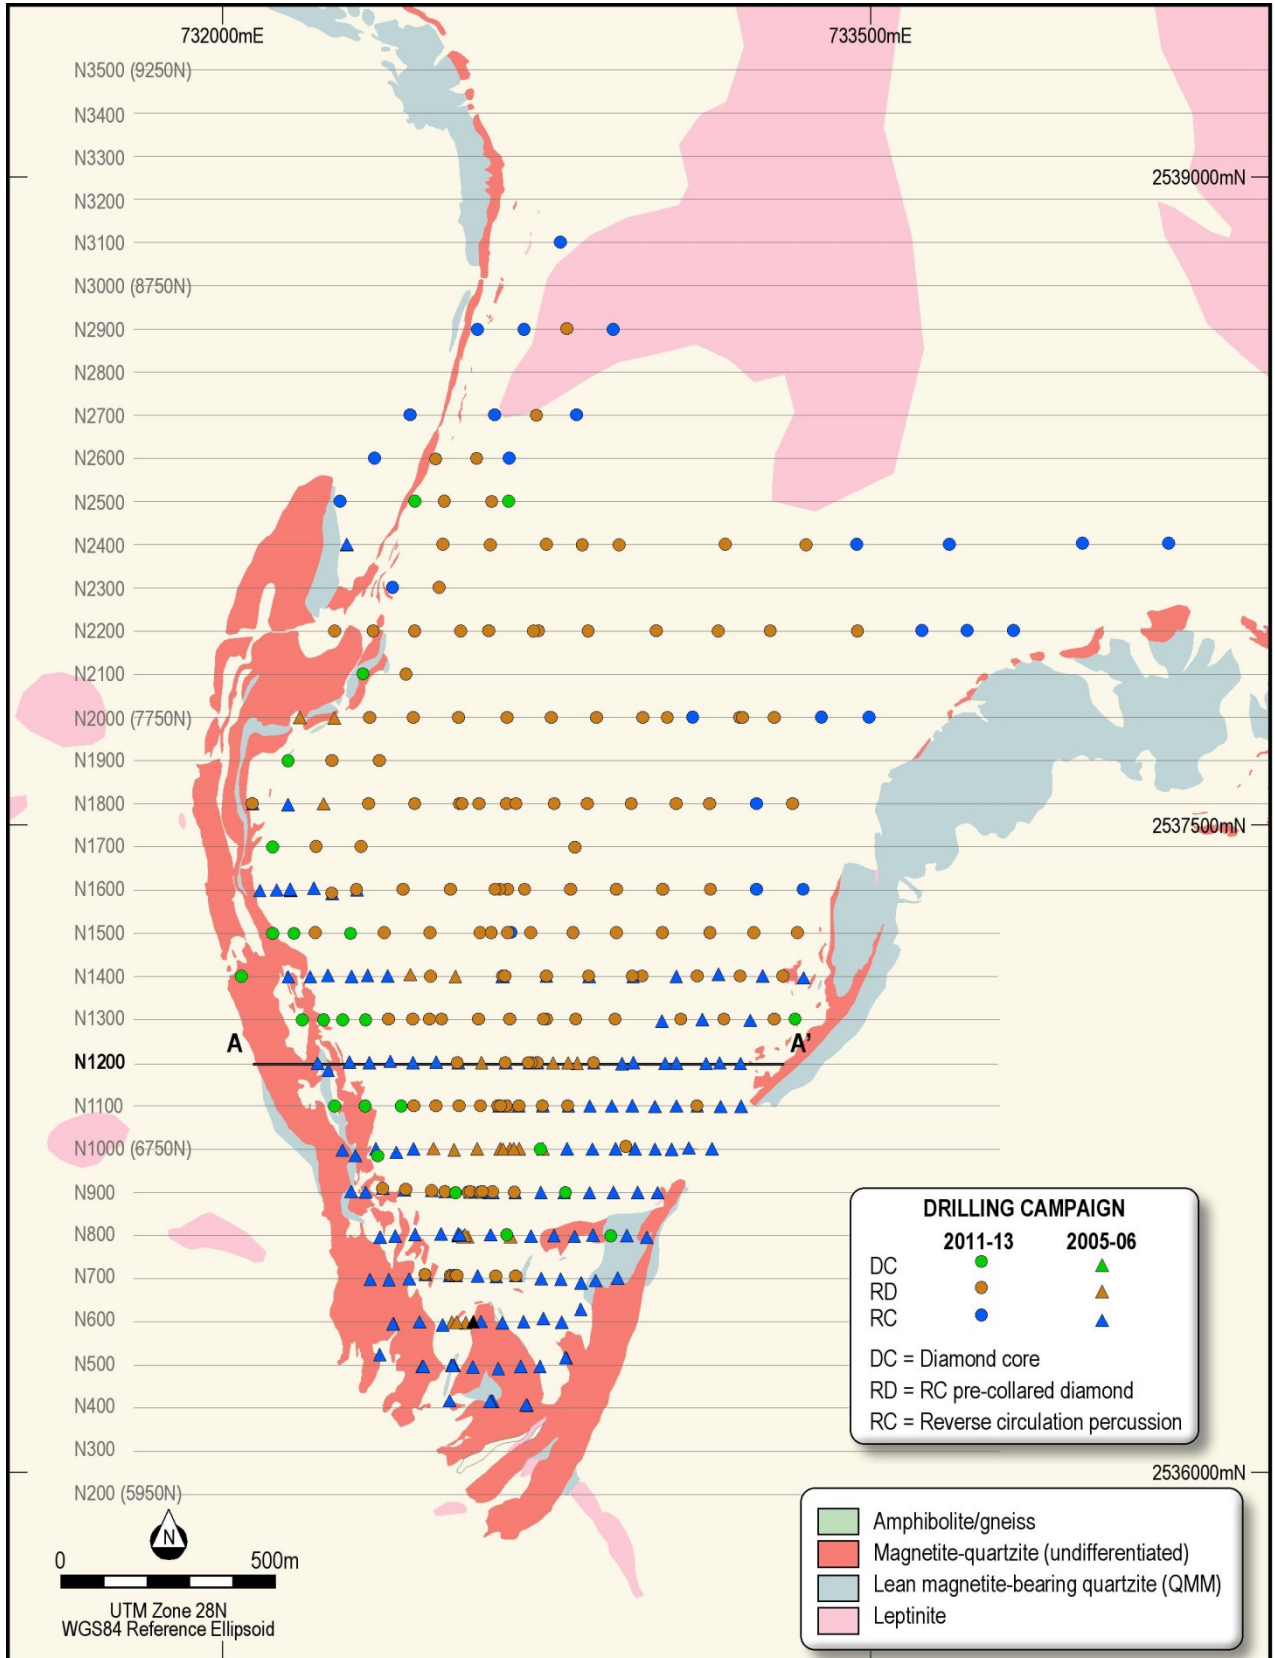 732000mE
733500mE
N3500 (9250N)
N3400
N3300
2539000mN
N3200
N3100
N3000 (8750N)
N2900
N2800
N2700
N2600
N2500
N2400
N2300
N2200
N2100
N2000 (7750N)
N1900
N1800
2537500mN
N1700
N1600
N1500
N1400
N1300
A
A'
N1200
N1100
N1000 (6750N)
N900
N800
N700
N600
N500
N400
N300
N200 (5950N)
DRILLING CAMPAIGN
2011-13 2005-06
DC
RD
RC
DC = Diamond core
RD = RC pre-collared diamond
RC = Reverse circulation percussion
2536000mN
Amphibolite/gneiss
Magnetite-quartzite (undifferentiated)
Lean magnetite-bearing quartzite (QMM)
Leptinite
N
0 500m
UTM Zone 28N
WGS84 Reference Ellipsoid